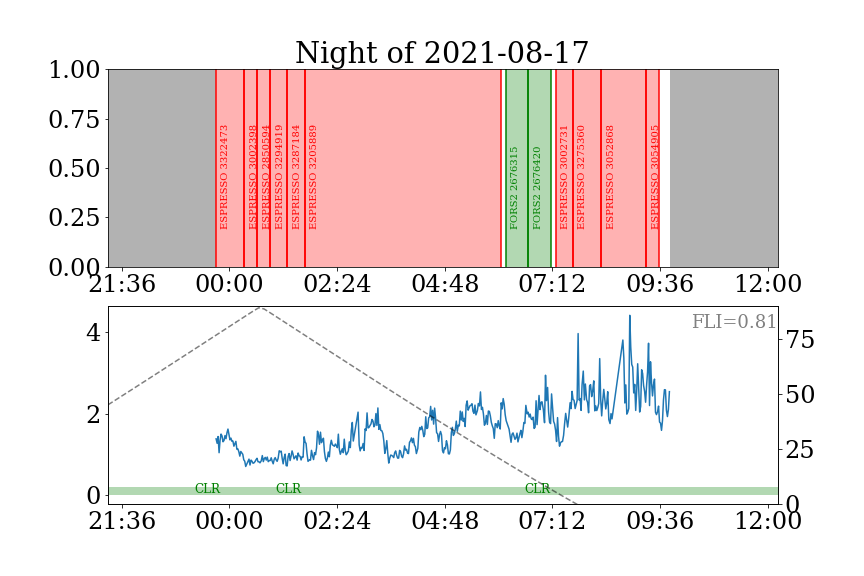 Night of 2021-08-17
1.00
0.75
0.50
0.25
0.00
ESPRESSO 3322473
ESPRESSO 3002398
ESPRESSO 2850594
ESPRESSO 3294919
ESPRESSO 3287184
ESPRESSO 3205889
FORS2 2676315
FORS2 2676420
ESPRESSO 3002731
ESPRESSO 3275360
ESPRESSO 3052868
ESPRESSO 3054905
21:36 00:00 02:24 04:48 07:12 09:36 12:00
FLI=0.81
4
2
0
75
50
25
0
CLR CLR CLR
21:36 00:00 02:24 04:48 07:12 09:36 12:00